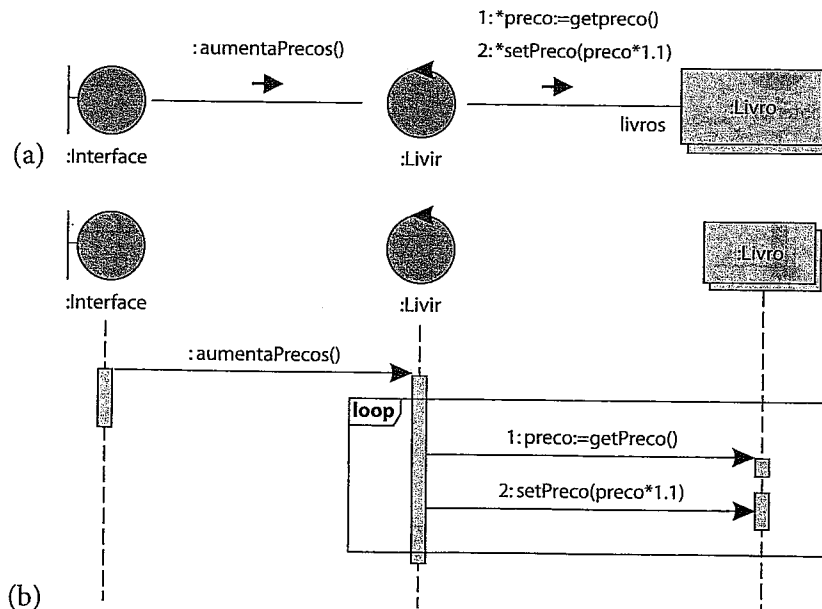 1: *preco:=getpreco()
: aumentaPrecos()
2: *setPreco(preco*1.1)
:Livro
livros
(a)
:Interface
:Livir
:Livro
:Interface
:Livir
: aumentaPrecos()
loop
1: preco:=getPreco()
2: setPreco(preco*1.1)
(b)